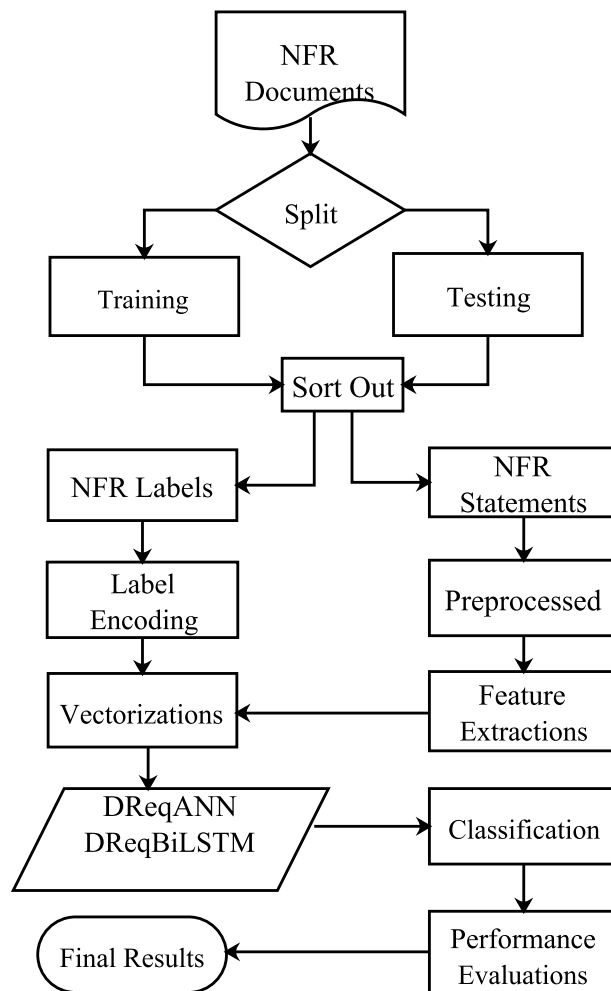 NFR
Documents
Split
Training
Testing
Sort Out
NFR Labels
NFR
Statements
Label
Encoding
Preprocessed
Vectorizations
Feature
Extractions
DReqANN
DReqBiLSTM
Classification
Final Results
Performance
Evaluations